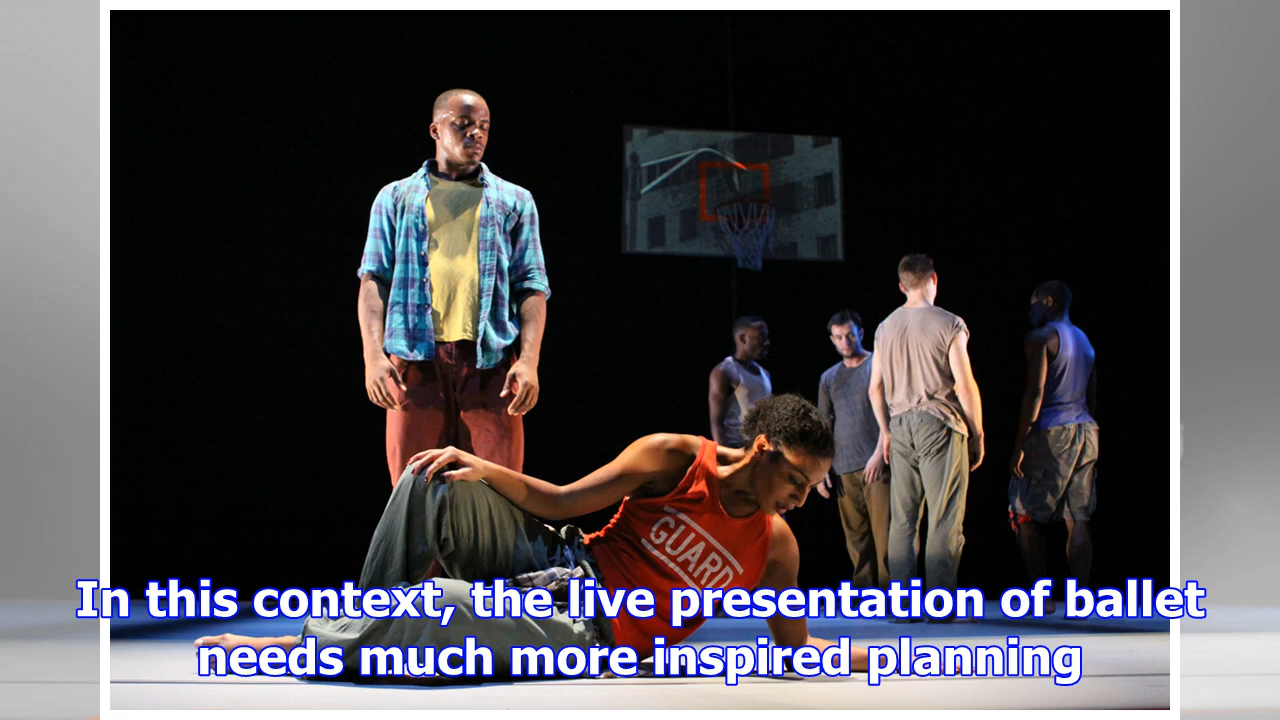 GUARD
In this context, the live presentation of ballet
needs much more inspired planning